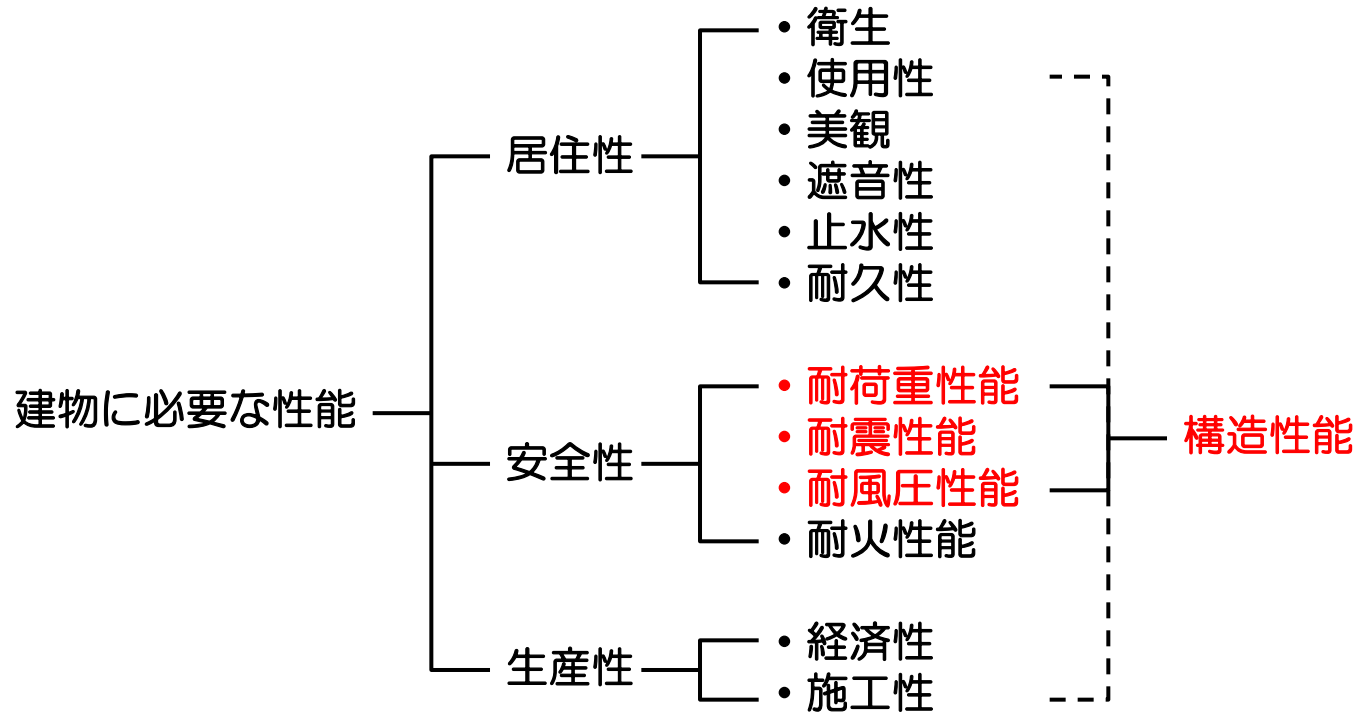 建物に必要な性能
居住性
・衛生
・使用性
・美観
・遮音性
・止水性
・耐久性
安全性
・耐荷重性能
・耐震性能
・耐風圧性能
・耐火性能
構造性能
生産性
・経済性
・施工性